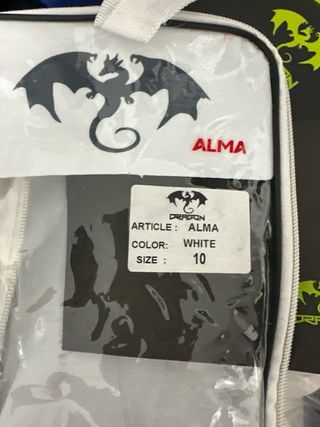 ALMA
DRAGON
ARTICLE : ALMA
COLOR: WHITE
SIZE : 10